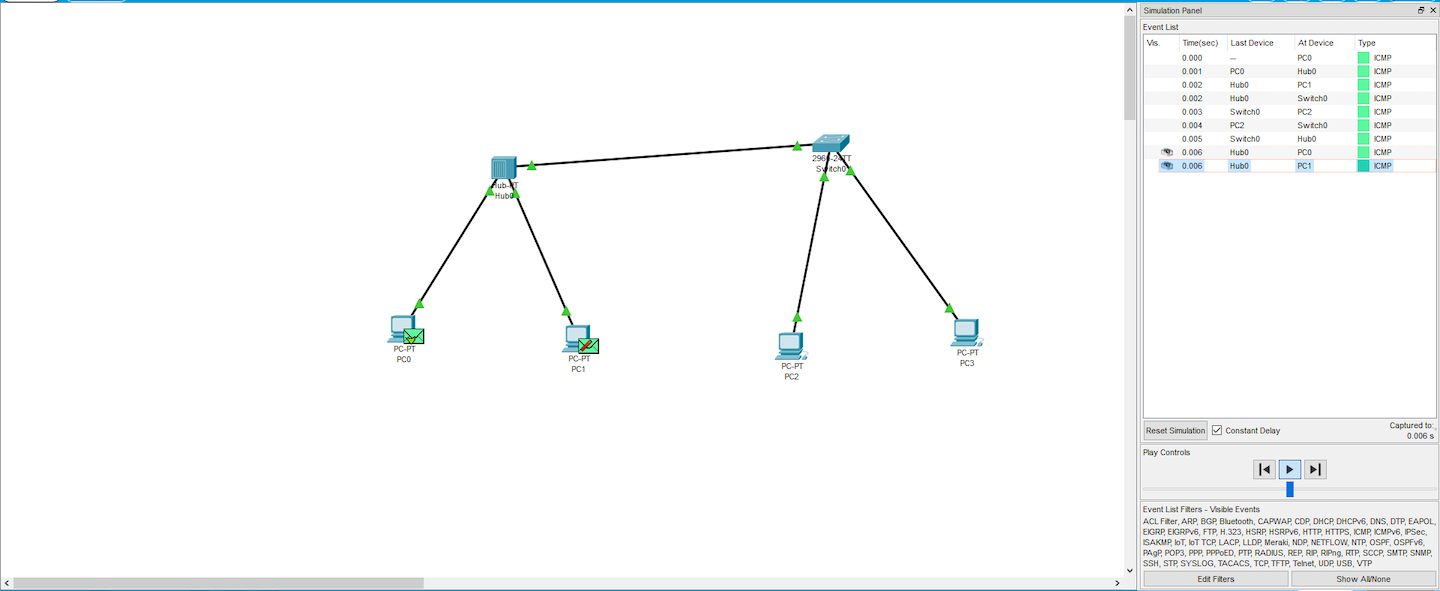 2960-24TT
Switch0
Hub-PT
Hub0
PC-PT
PC0
PC-PT
PC1
PC-PT
PC2
PC-PT
PC3
Simulation Panel
Event List
Vis. Time(sec) Last Device At Device Type
0.000 -- PC0 ICMP
0.001 PC0 Hub0 ICMP
0.002 Hub0 PC1 ICMP
0.002 Hub0 Switch0 ICMP
0.003 Switch0 PC2 ICMP
0.004 PC2 Switch0 ICMP
0.005 Switch0 Hub0 ICMP
0.006 Hub0 PC0 ICMP
0.006 Hub0 PC1 ICMP
Reset Simulation Constant Delay Captured to:
0.006 s
Play Controls
Event List Filters - Visible Events
ACL Filter, ARP, BGP, Bluetooth, CAPWAP, CDP, DHCP, DHCPv6, DNS, DTP, EAPOL,
EIGRP, EIGRPv6, FTP, H.323, HSRP, HSRPv6, HTTP, HTTPS, ICMP, ICMPv6, IPSec,
ISAKMP, IoT, IoT TCP, LACP, LLDP, Meraki, NDP, NETFLOW, NTP, OSPF, OSPFv6,
PAgP, POP3, PPP, PPPoED, PTP, RADIUS, REP, RIP, RIPng, RTP, SCCP, SMTP, SNMP,
SSH, STP, SYSLOG, TACACS, TCP, TFTP, Telnet, UDP, USB, VTP
Edit Filters Show All/None